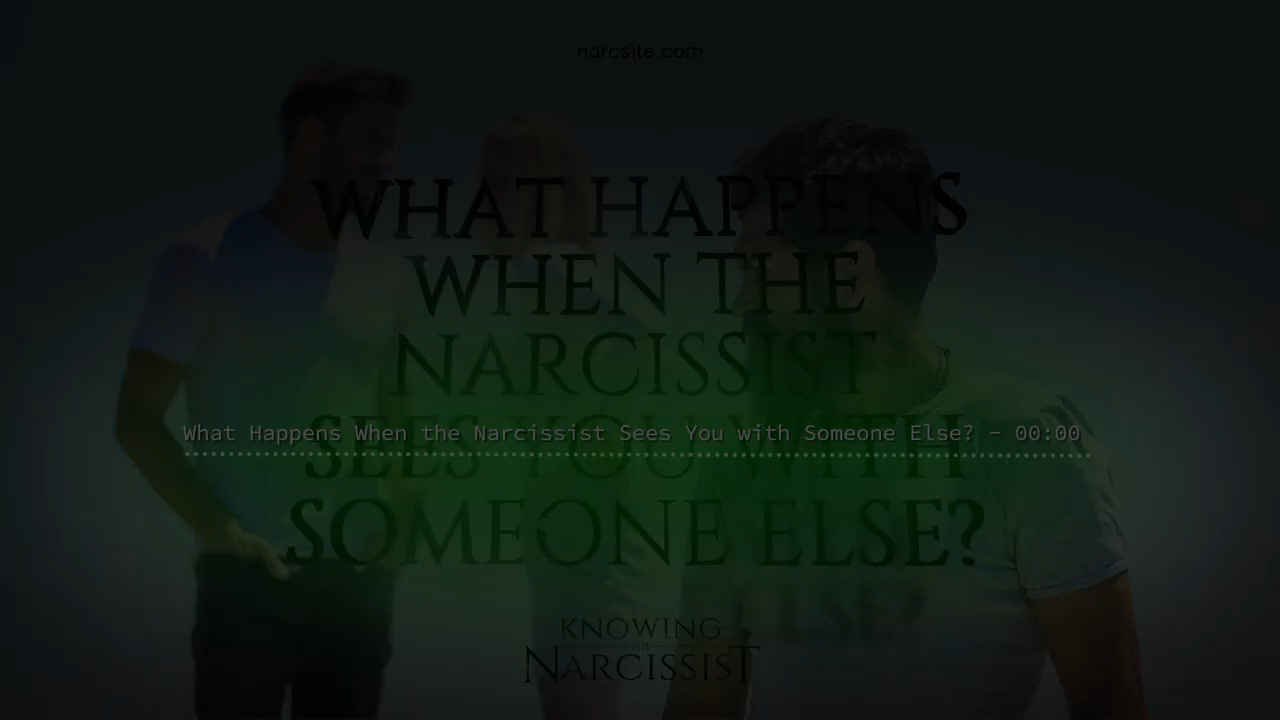 narcsite.com
WHAT HAPPENS
WHEN THE
NARCISSIST
What Happens When the Narcissist Sees You with Someone Else? - 00:00
SEES YOU WITH
SOMEONE ELSE?
ELSE?
KNOWING
THE
NARCISSIST